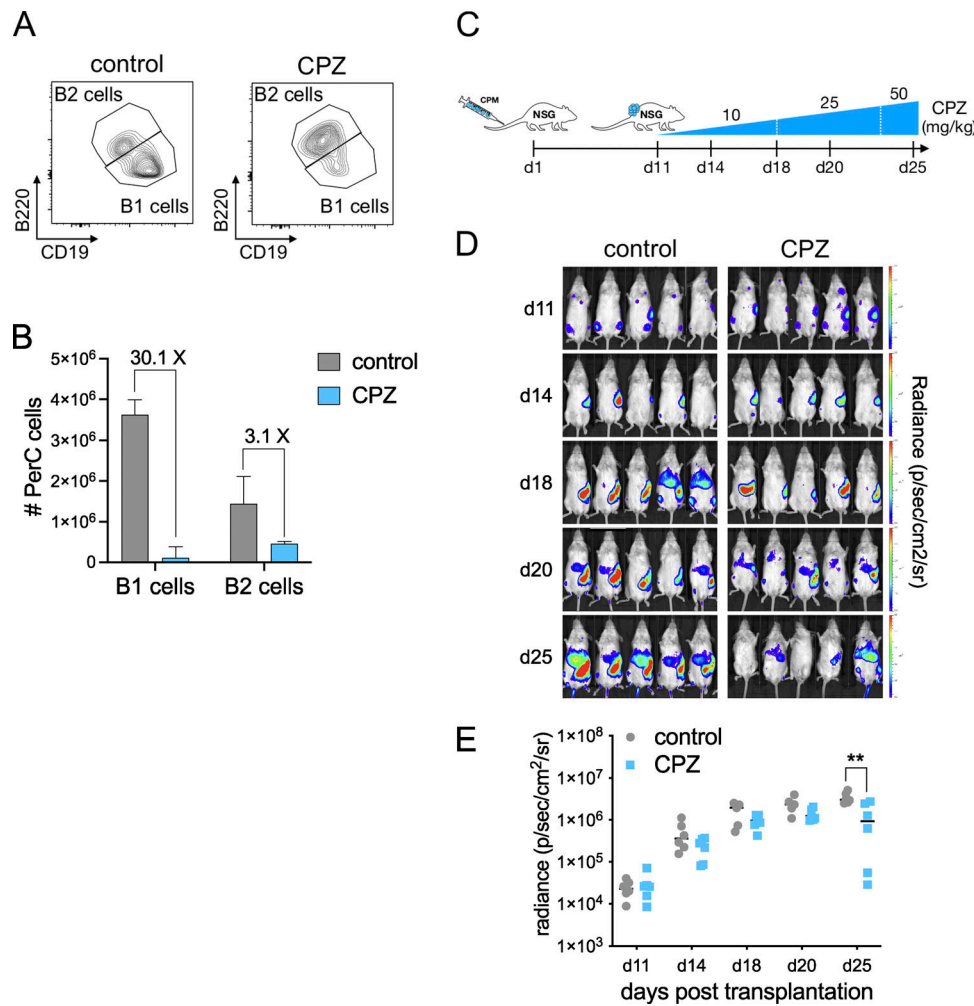 A
control
CPZ
B2 cells
B1 cells
B220
CD19
B2 cells
B1 cells
B220
CD19
B
5×10⁶
4×10⁶
3×10⁶
2×10⁶
1×10⁶
0
# PerC cells
30.1 X
3.1 X
control
CPZ
B1 cells
B2 cells
C
CPM
NSG
NSG
10
25
50
CPZ
(mg/kg)
d1
d11
d14
d18
d20
d25
D
control
CPZ
d11
d14
d18
d20
d25
Radiance (p/sec/cm2/sr)
E
control
CPZ
**
1×10⁸
1×10⁷
1×10⁶
1×10⁵
1×10⁴
1×10³
radiance (p/sec/cm²/sr)
d11
d14
d18
d20
d25
days post transplantation